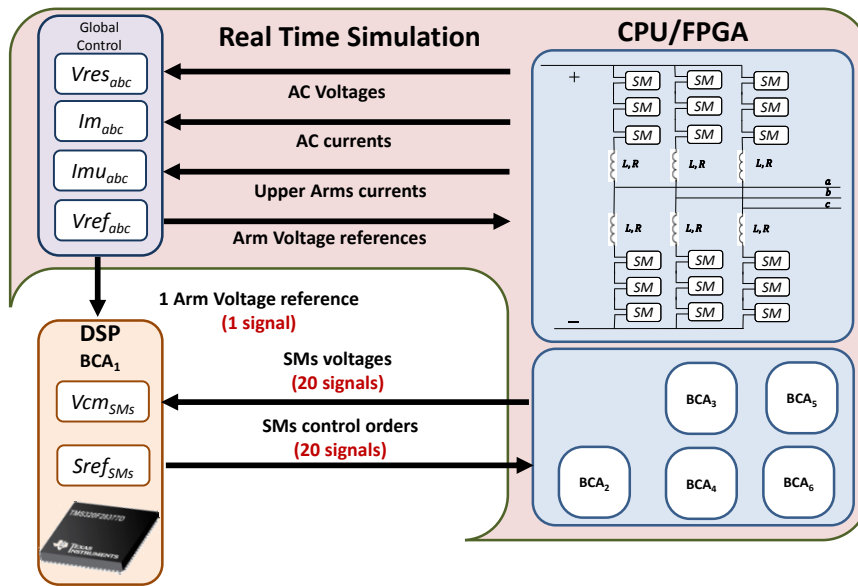 Global
Control
Real Time Simulation
CPU/FPGA
Vres_abc
AC Voltages
Im_abc
AC currents
Imu_abc
Upper Arms currents
Vref_abc
Arm Voltage references
+
SM SM SM
SM SM SM
SM SM SM
L,R L,R L,R
a
b
c
L,R L,R L,R
SM SM SM
SM SM SM
SM SM SM
−
1 Arm Voltage reference
(1 signal)
DSP
BCA₁
SMs voltages
(20 signals)
Vcm_SMs
SMs control orders
(20 signals)
Sref_SMs
TMS320F28377D
TEXAS
INSTRUMENTS
BCA₃ BCA₅
BCA₂ BCA₄ BCA₆